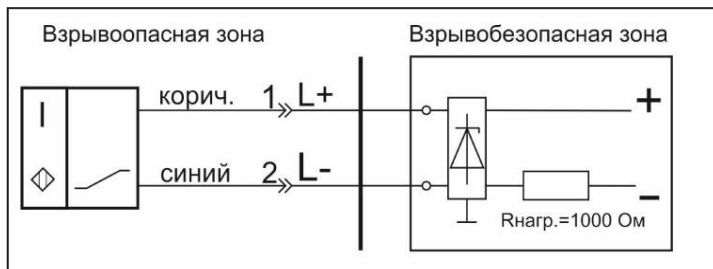 Взрывоопасная зона
Взрывобезопасная зона
I
корич. 1 L+
+
синий 2 L-
−
Rнагр.=1000 Ом